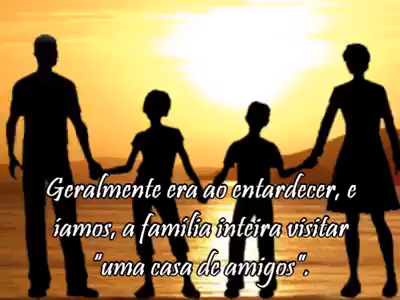 Geralmente era ao entardecer, e
íamos, a família inteira visitar
"uma casa de amigos".